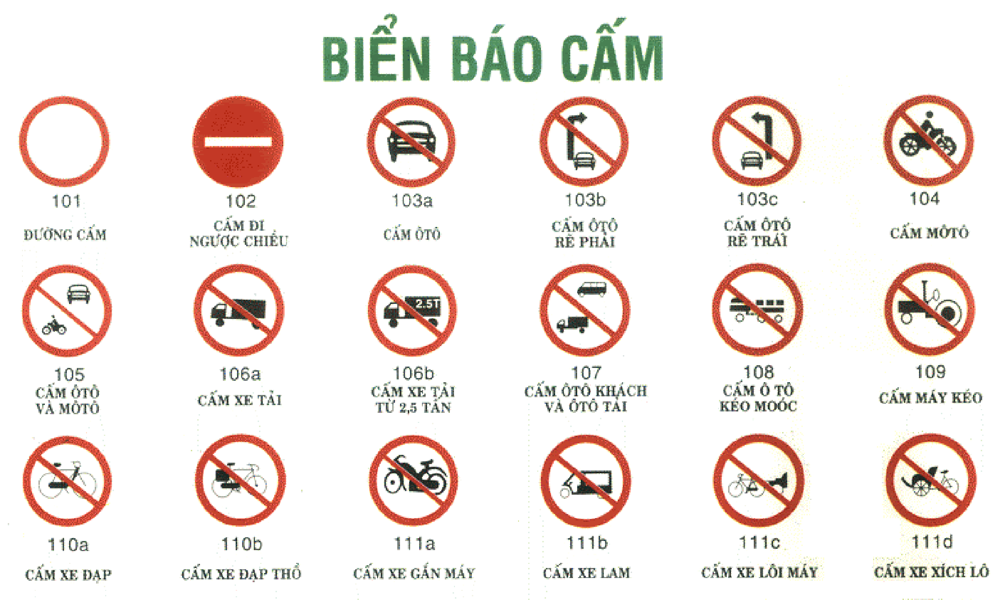 BIỂN BÁO CẤM
101
102
103a
103b
103c
104
ĐƯỜNG CẤM
CẤM ĐI
NGƯỢC CHIỀU
CẤM ÔTÔ
CẤM ÔTÔ
RẼ PHẢI
CẤM ÔTÔ
RẼ TRÁI
CẤM MÔTÔ
2.5T
105
106a
106b
107
108
109
CẤM ÔTÔ
VÀ MÔTÔ
CẤM XE TẢI
CẤM XE TẢI
TỪ 2,5 TẤN
CẤM ÔTÔ KHÁCH
VÀ ÔTÔ TẢI
CẤM Ô TÔ
KÉO MOÓC
CẤM MÁY KÉO
110a
110b
111a
111b
111c
111d
CẤM XE ĐẠP
CẤM XE ĐẠP THỒ
CẤM XE GẮN MÁY
CẤM XE LAM
CẤM XE LÔI MÁY
CẤM XE XÍCH LÔ